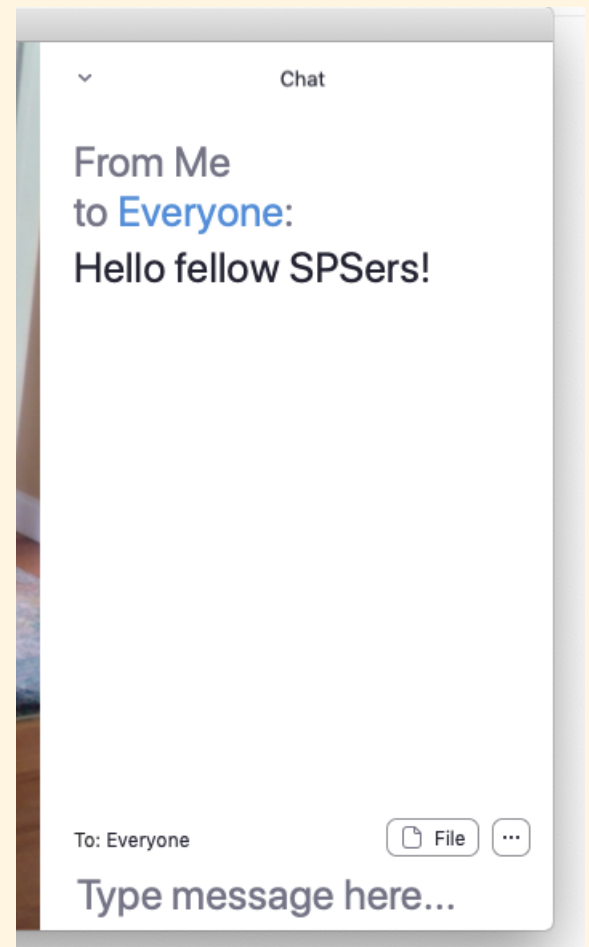 Chat
From Me
to Everyone:
Hello fellow SPSers!
To: Everyone
File
...
Type message here...